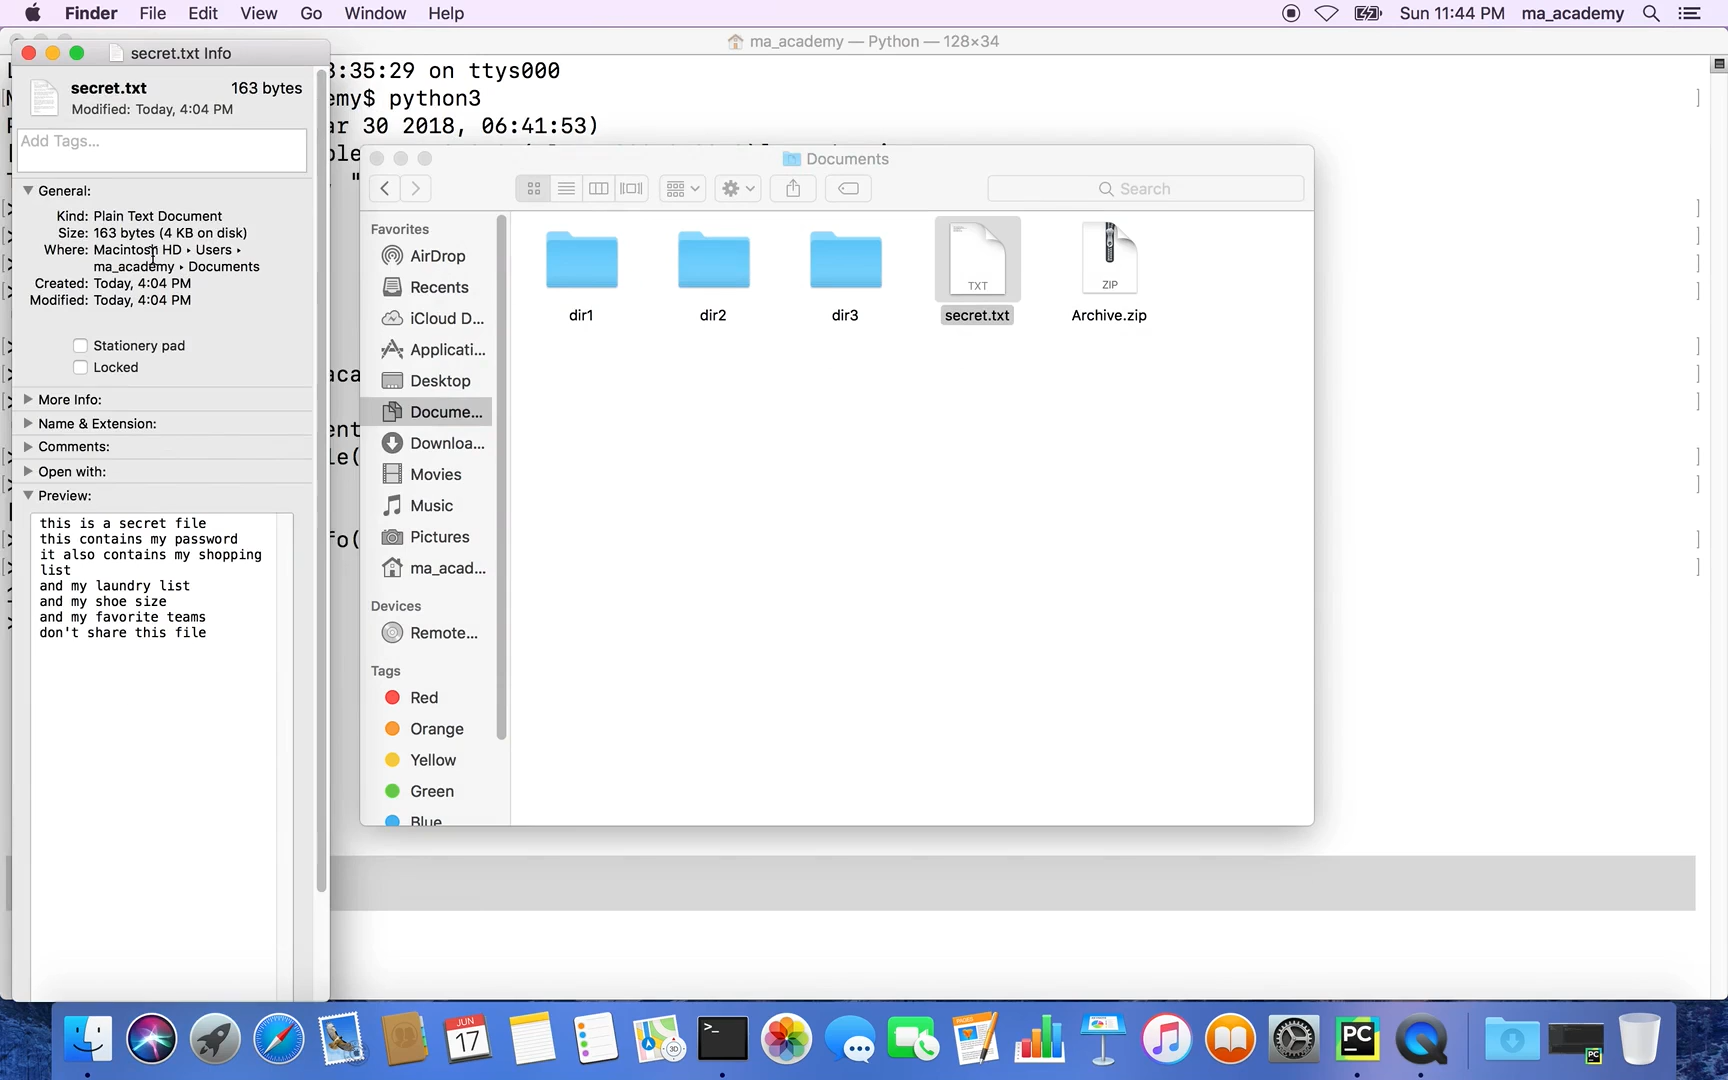 Finder File Edit View Go Window Help
Sun 11:44 PM ma_academy
ma_academy — Python — 128×34
:35:29 on ttys000
emy$ python3
ar 30 2018, 06:41:53)
secret.txt Info
secret.txt 163 bytes
Modified: Today, 4:04 PM
Add Tags...
General:
Kind: Plain Text Document
Size: 163 bytes (4 KB on disk)
Where: Macintosh HD ▸ Users ▸
ma_academy ▸ Documents
Created: Today, 4:04 PM
Modified: Today, 4:04 PM
Stationery pad
Locked
More Info:
Name & Extension:
Comments:
Open with:
Preview:
this is a secret file
this contains my password
it also contains my shopping
list
and my laundry list
and my shoe size
and my favorite teams
don't share this file
Documents
Search
Favorites
AirDrop
Recents
iCloud D...
Applicati...
Desktop
Docume...
Downloa...
Movies
Music
Pictures
ma_acad...
Devices
Remote...
Tags
Red
Orange
Yellow
Green
Blue
TXT
ZIP
dir1
dir2
dir3
secret.txt
Archive.zip
JUN
17
PAGES
3D
PC
PC